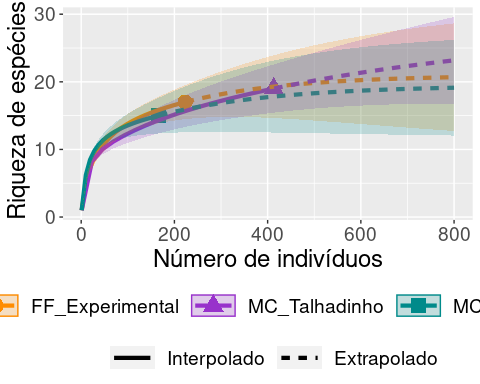 Riqueza de espécies
30
20
10
0
0 200 400 600 800
Número de indivíduos
FF_Experimental MC_Talhadinho MC
Interpolado Extrapolado